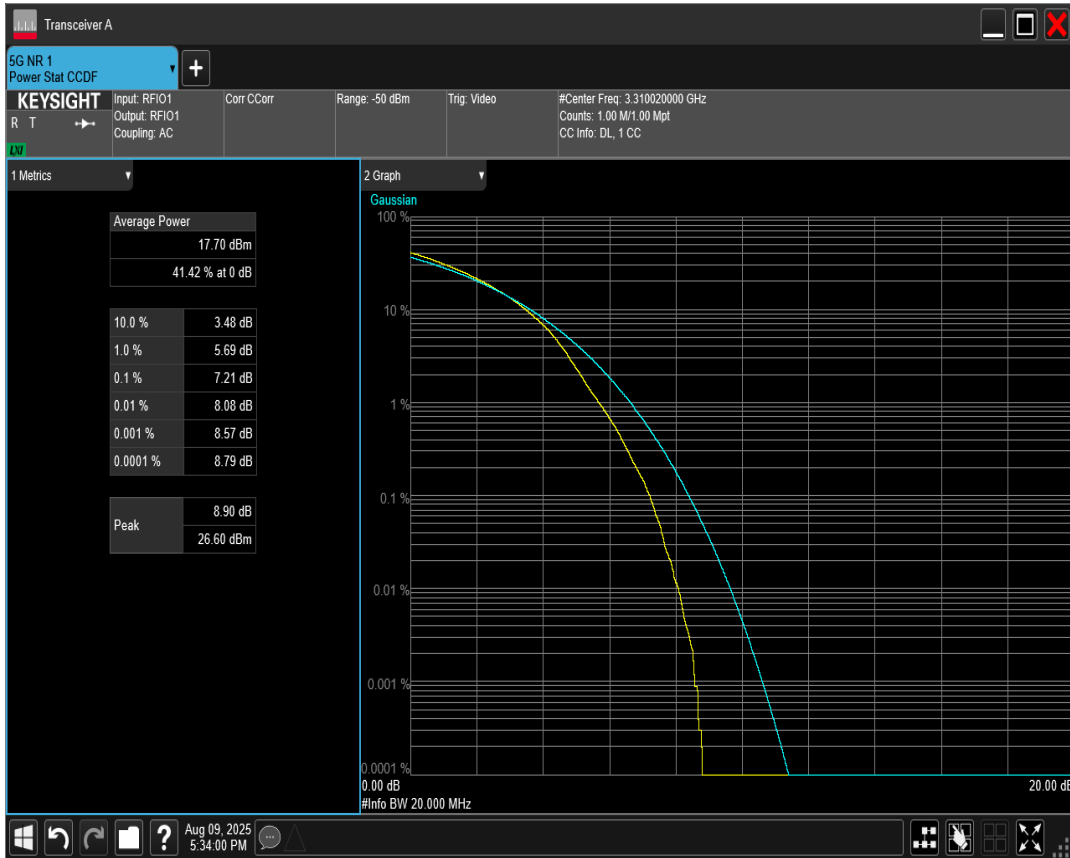 Transceiver A
5G NR 1
Power Stat CCDF
KEYSIGHT
R T
LXI
Input: RFIO1
Output: RFIO1
Coupling: AC
Corr CCorr
Range: -50 dBm
Trig: Video
#Center Freq: 3.310020000 GHz
Counts: 1.00 M/1.00 Mpt
CC Info: DL, 1 CC
1 Metrics
Average Power
17.70 dBm
41.42 % at 0 dB
10.0 % 3.48 dB
1.0 % 5.69 dB
0.1 % 7.21 dB
0.01 % 8.08 dB
0.001 % 8.57 dB
0.0001 % 8.79 dB
Peak 8.90 dB
26.60 dBm
2 Graph
Gaussian
100 %
10 %
1 %
0.1 %
0.01 %
0.001 %
0.0001 %
0.00 dB 20.00 dB
#Info BW 20.000 MHz
Aug 09, 2025
5:34:00 PM